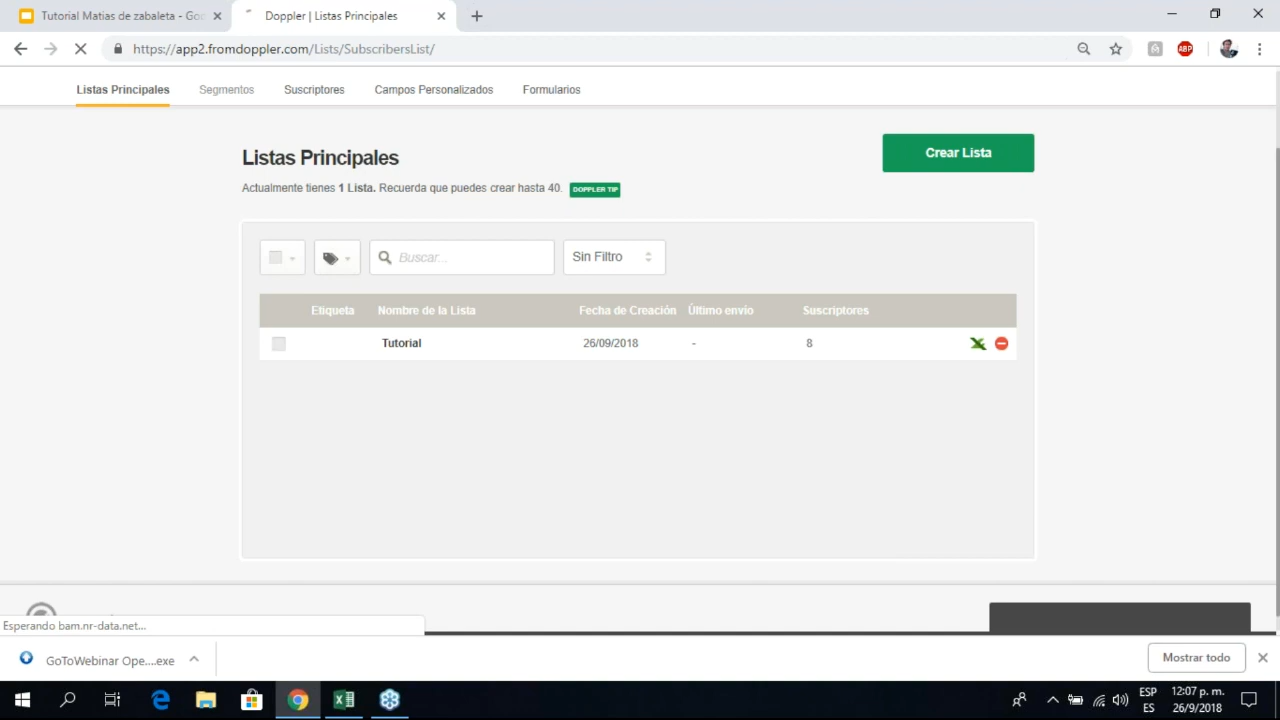 Tutorial Matias de zabaleta - Goo
Doppler | Listas Principales
https://app2.fromdoppler.com/Lists/SubscribersList/
ABP
Listas Principales
Segmentos
Suscriptores
Campos Personalizados
Formularios
Listas Principales
Crear Lista
Actualmente tienes 1 Lista. Recuerda que puedes crear hasta 40.
DOPPLER TIP
Buscar...
Sin Filtro
Etiqueta Nombre de la Lista Fecha de Creación Último envío Suscriptores
Tutorial 26/09/2018 - 8
Esperando bam.nr-data.net...
GoToWebinar Ope....exe
Mostrar todo
ESP
ES
12:07 p. m.
26/9/2018